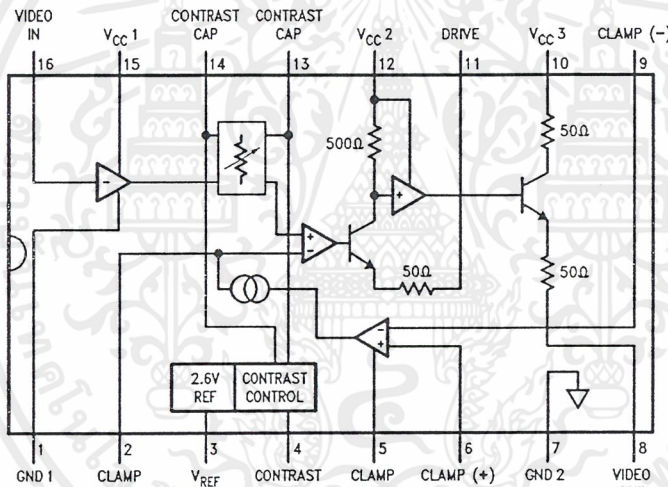 VIDEO IN
VCC 1
CONTRAST CAP
CONTRAST CAP
VCC 2
DRIVE
VCC 3
CLAMP (-)
16 15 14 13 12 11 10 9
500Ω
50Ω
50Ω
50Ω
-
+
+
-
-
+
2.6V REF
CONTRAST CONTROL
1 2 3 4 5 6 7 8
GND 1
CLAMP
VREF
CONTRAST
CLAMP
CLAMP (+)
GND 2
VIDEO